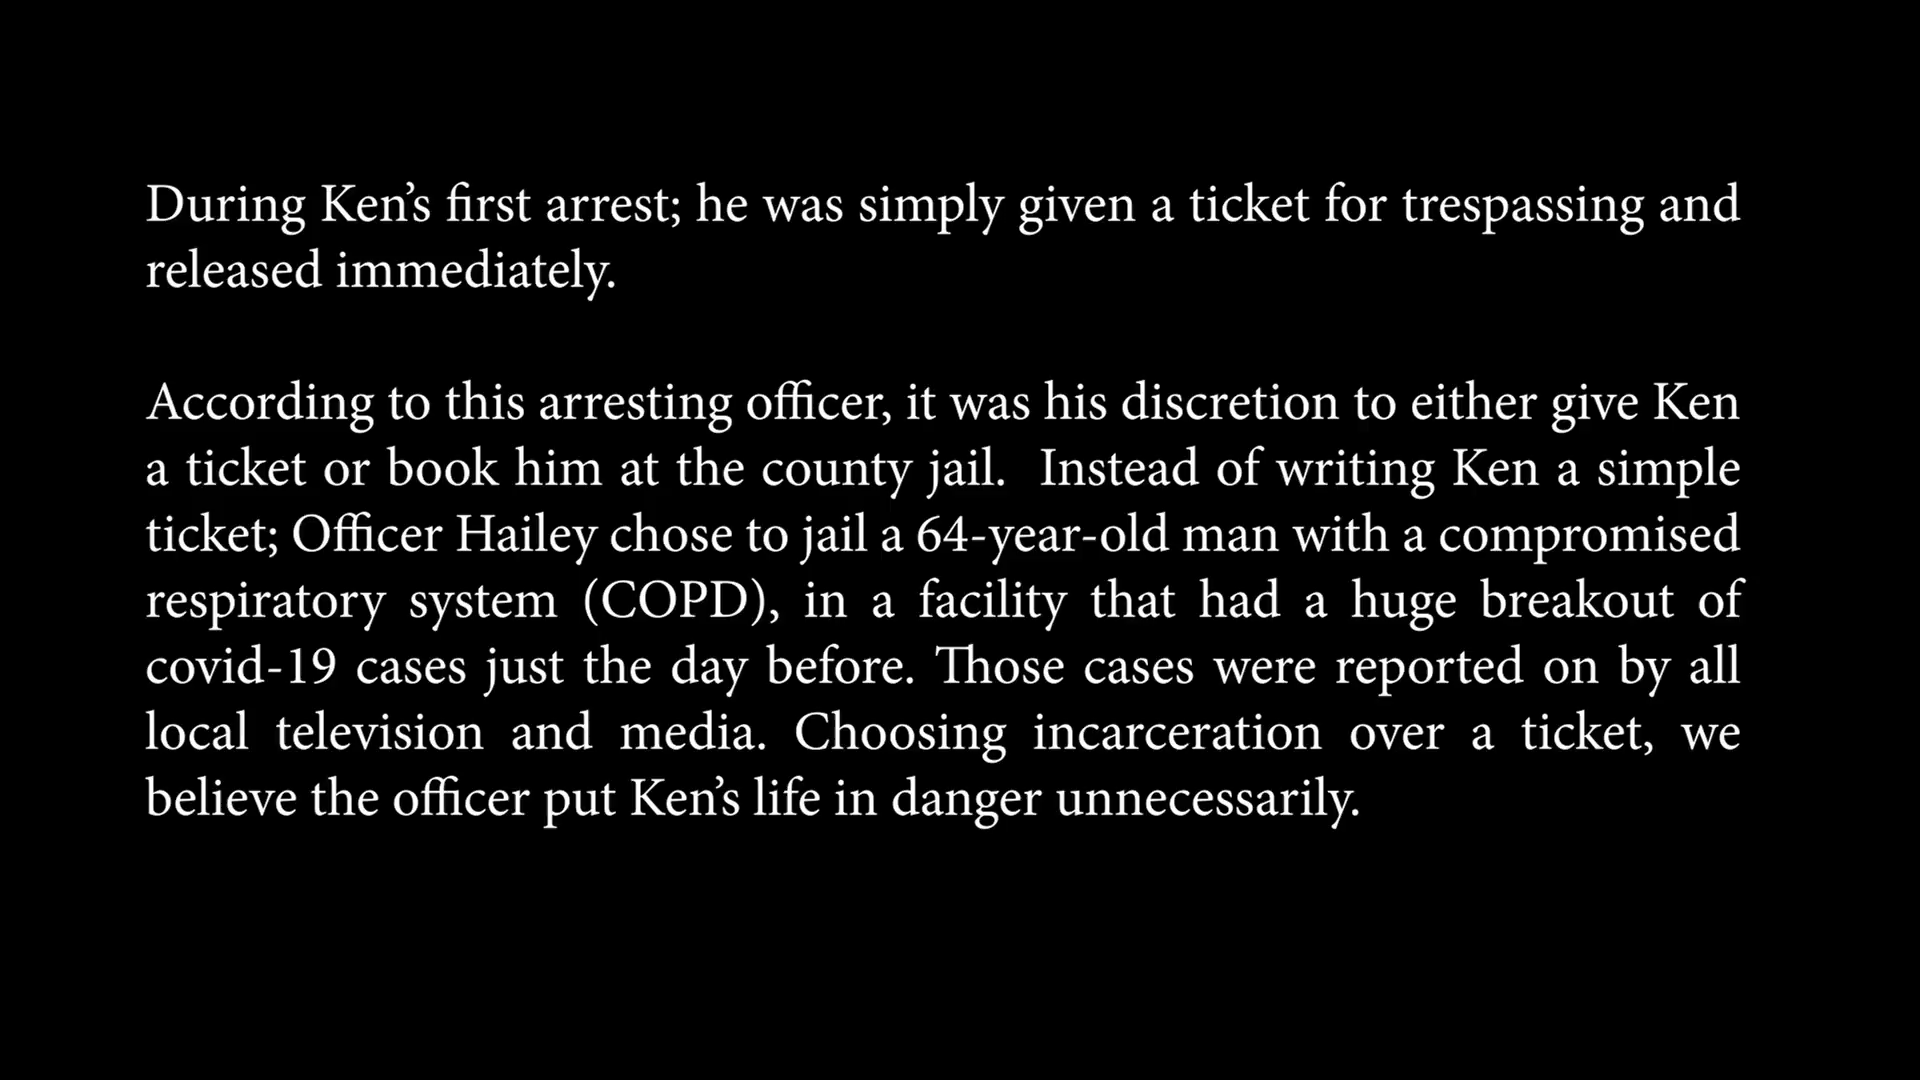 During Ken’s first arrest; he was simply given a ticket for trespassing and
released immediately.
According to this arresting officer, it was his discretion to either give Ken
a ticket or book him at the county jail.  Instead of writing Ken a simple
ticket; Officer Hailey chose to jail a 64-year-old man with a compromised
respiratory system (COPD), in a facility that had a huge breakout of
covid-19 cases just the day before. Those cases were reported on by all
local television and media. Choosing incarceration over a ticket, we
believe the officer put Ken’s life in danger unnecessarily.